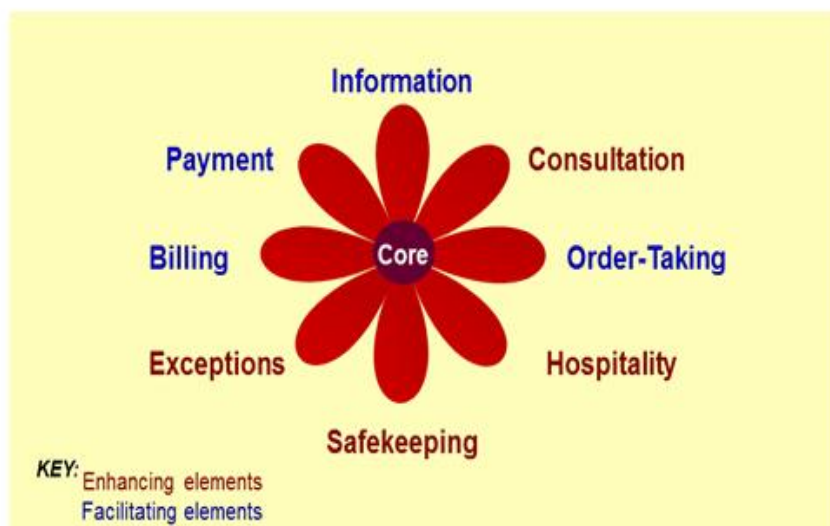 Information
Payment
Consultation
Billing
Core
Order-Taking
Exceptions
Hospitality
Safekeeping
KEY:
Enhancing elements
Facilitating elements